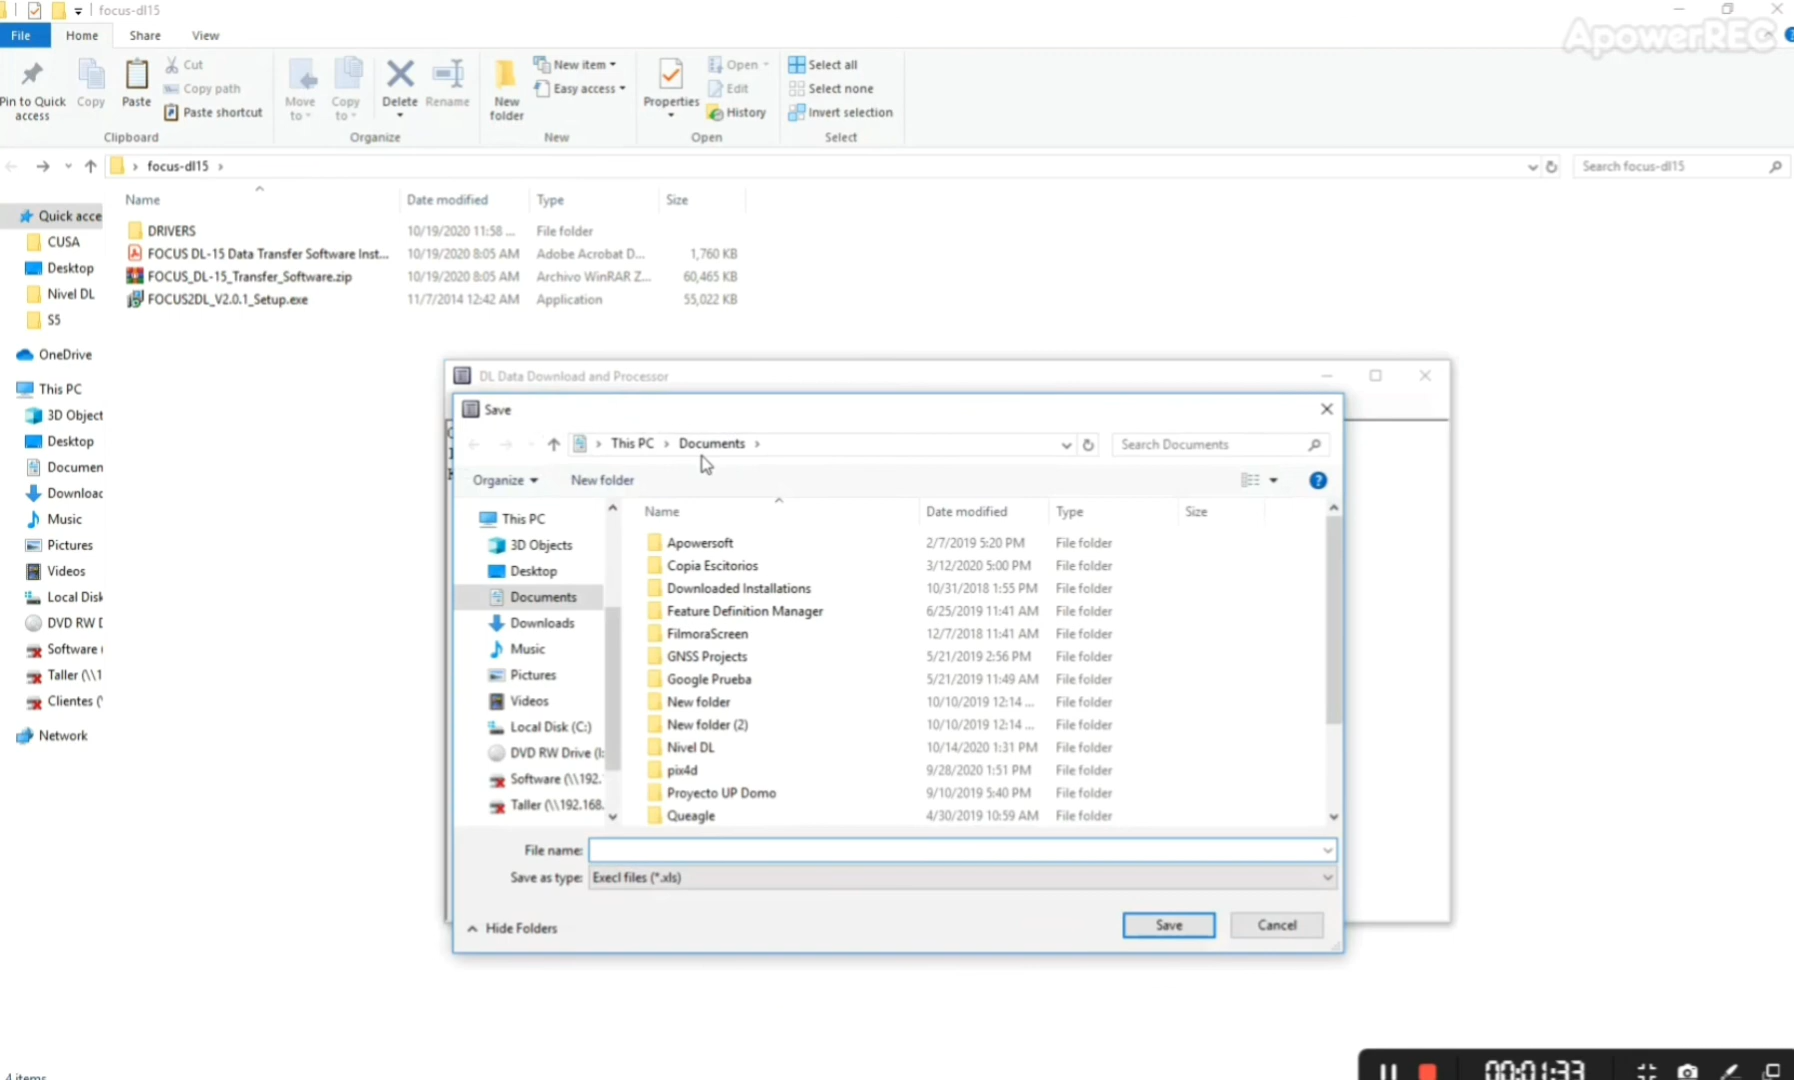 focus-dl15
ApowerREC
File Home Share View
Pin to Quick access
Copy
Paste
Cut
Copy path
Paste shortcut
Move to
Copy to
Delete
Rename
New folder
New item
Easy access
Properties
Open
Edit
History
Select all
Select none
Invert selection
Clipboard Organize New Open Select
focus-dl15
Search focus-dl15
Name Date modified Type Size
DRIVERS 10/19/2020 11:58 ... File folder
FOCUS DL-15 Data Transfer Software Inst... 10/19/2020 8:05 AM Adobe Acrobat D... 1,760 KB
FOCUS_DL-15_Transfer_Software.zip 10/19/2020 8:05 AM Archivo WinRAR Z... 60,465 KB
FOCUS2DL_V2.0.1_Setup.exe 11/7/2014 12:42 AM Application 55,022 KB
Quick acce
CUSA
Desktop
Nivel DL
S5
OneDrive
This PC
3D Object
Desktop
Documen
Downloac
Music
Pictures
Videos
Local Disk
DVD RW D
Software (
Taller (\\1
Clientes (\
Network
DL Data Download and Processor
Save
This PC Documents
Search Documents
Organize New folder
This PC
3D Objects
Desktop
Documents
Downloads
Music
Pictures
Videos
Local Disk (C:)
DVD RW Drive (I:
Software (\\192.
Taller (\\192.168.
Name Date modified Type Size
Apowersoft 2/7/2019 5:20 PM File folder
Copia Escitorios 3/12/2020 5:00 PM File folder
Downloaded Installations 10/31/2018 1:55 PM File folder
Feature Definition Manager 6/25/2019 11:41 AM File folder
FilmoraScreen 12/7/2018 11:41 AM File folder
GNSS Projects 5/21/2019 2:56 PM File folder
Google Prueba 5/21/2019 11:49 AM File folder
New folder 10/10/2019 12:14 ... File folder
New folder (2) 10/10/2019 12:14 ... File folder
Nivel DL 10/14/2020 1:31 PM File folder
pix4d 9/28/2020 1:51 PM File folder
Proyecto UP Domo 9/10/2019 5:40 PM File folder
Queagle 4/30/2019 10:59 AM File folder
File name:
Save as type: Execl files (*.xls)
Hide Folders
Save
Cancel
00:01:33
4 items